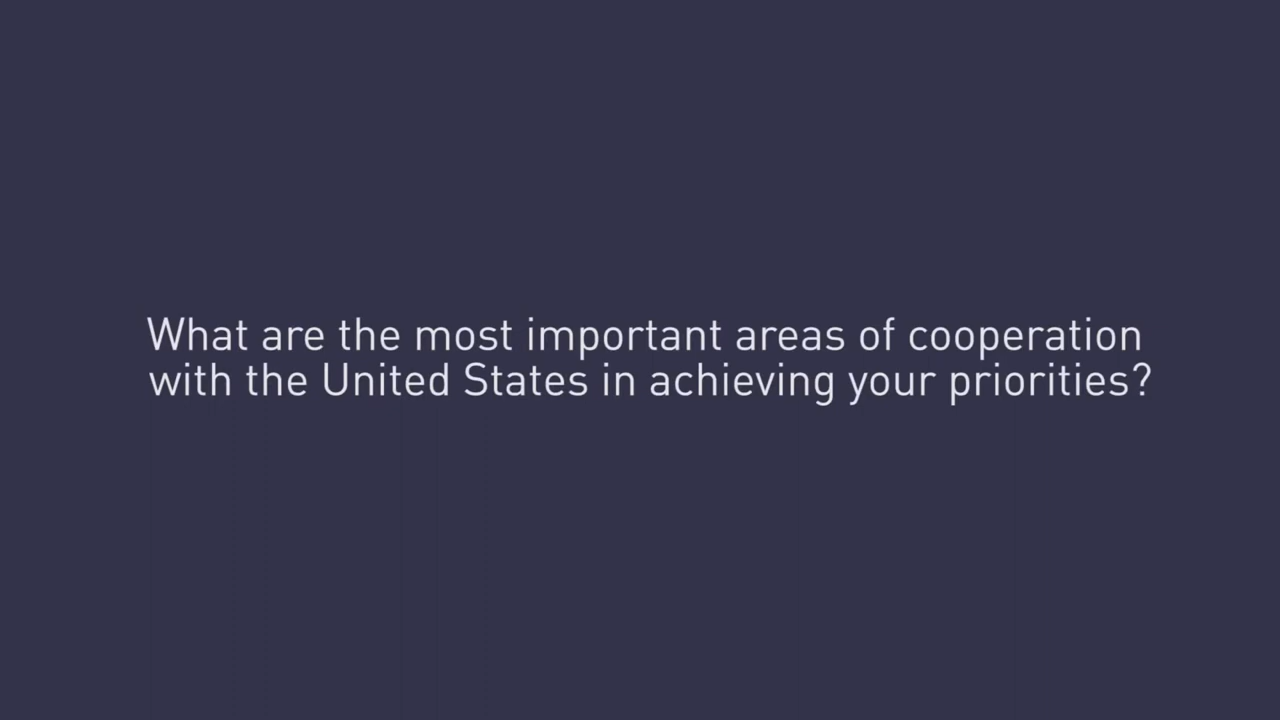 What are the most important areas of cooperation
with the United States in achieving your priorities?